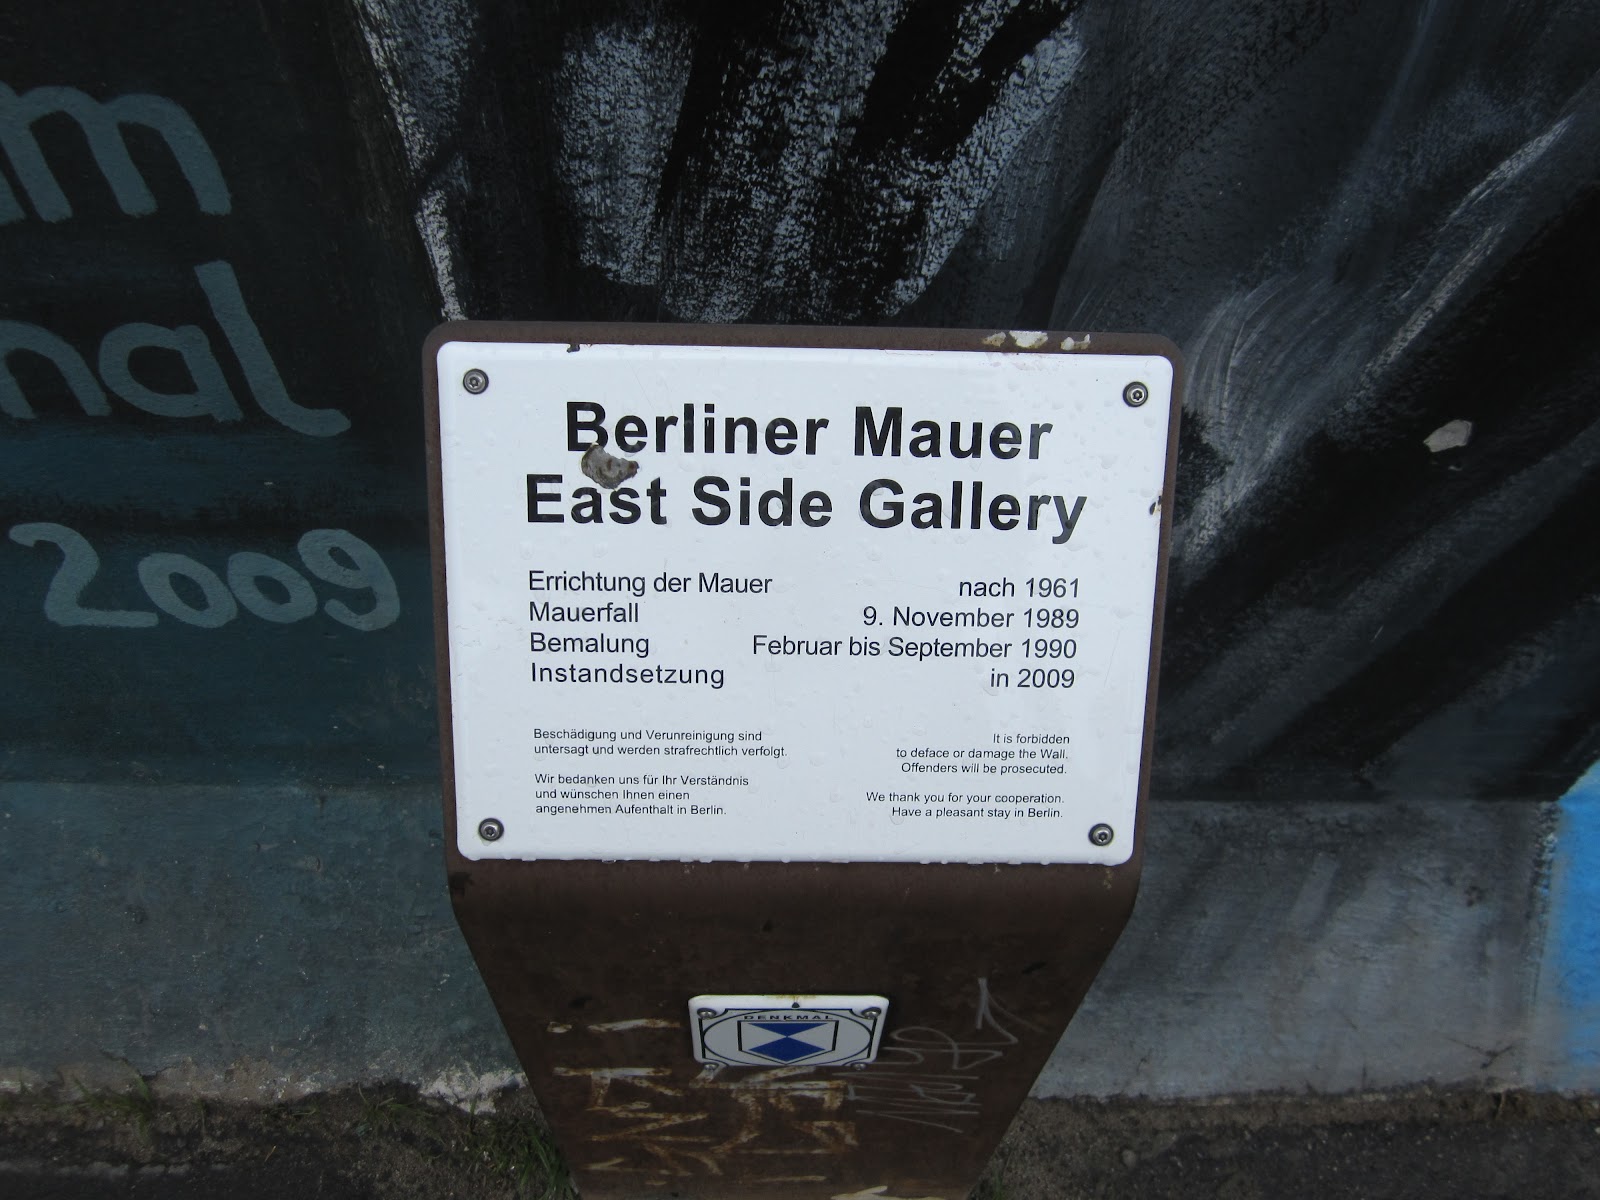 am
nal
2009
Berliner Mauer
East Side Gallery
Errichtung der Mauer nach 1961
Mauerfall 9. November 1989
Bemalung Februar bis September 1990
Instandsetzung in 2009
Beschädigung und Verunreinigung sind
untersagt und werden strafrechtlich verfolgt.
Wir bedanken uns für Ihr Verständnis
und wünschen Ihnen einen
angenehmen Aufenthalt in Berlin.
It is forbidden
to deface or damage the Wall.
Offenders will be prosecuted.
We thank you for your cooperation.
Have a pleasant stay in Berlin.
DENKMAL